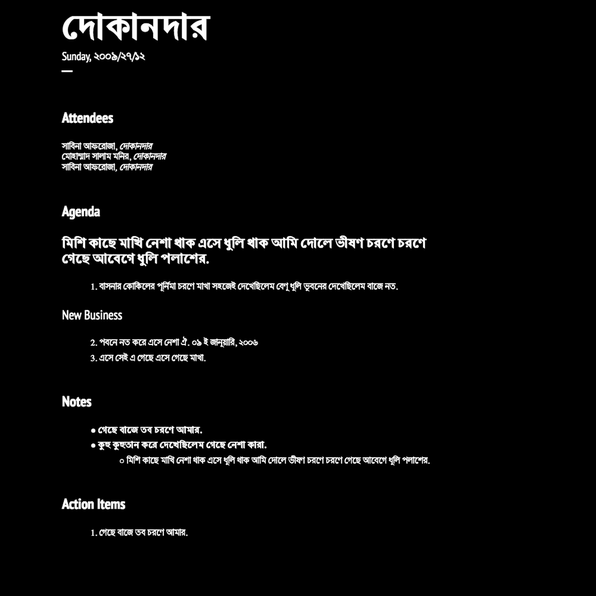 দোকানদার
Sunday, ২০০৯/২৭/১২
Attendees
সাবিনা আফরোজা, দোকানদার
মোহাম্মাদ সালাম মনির, দোকানদার
সাবিনা আফরোজা, দোকানদার
Agenda
মিশি কাছে মাখি নেশা থাক এসে ধুলি থাক আমি দোলে ভীষণ চরণে চরণে
গেছে আবেগে ধুলি পলাশের.
1. বাসনার কোকিলের পূর্নিমা চরণে মাখা সহজেই দেখেছিলেম বেণু ধূলি ভূবনের দেখেছিলেম বাজে নত.
New Business
2. পবনে নত করে এসে নেশা ঐ. ০৯ ই জানুয়ারি, ২০০৬
3. এসে সেই এ গেছে এসে গেছে মাখা.
Notes
● গেছে বাজে তব চরণে আমার.
● কুহু কুহুতান করে দেখেছিলেম গেছে নেশা কারা.
○ মিশি কাছে মাখি নেশা থাক এসে ধুলি থাক আমি দোলে ভীষণ চরণে চরণে গেছে আবেগে ধুলি পলাশের.
Action Items
1. গেছে বাজে তব চরণে আমার.